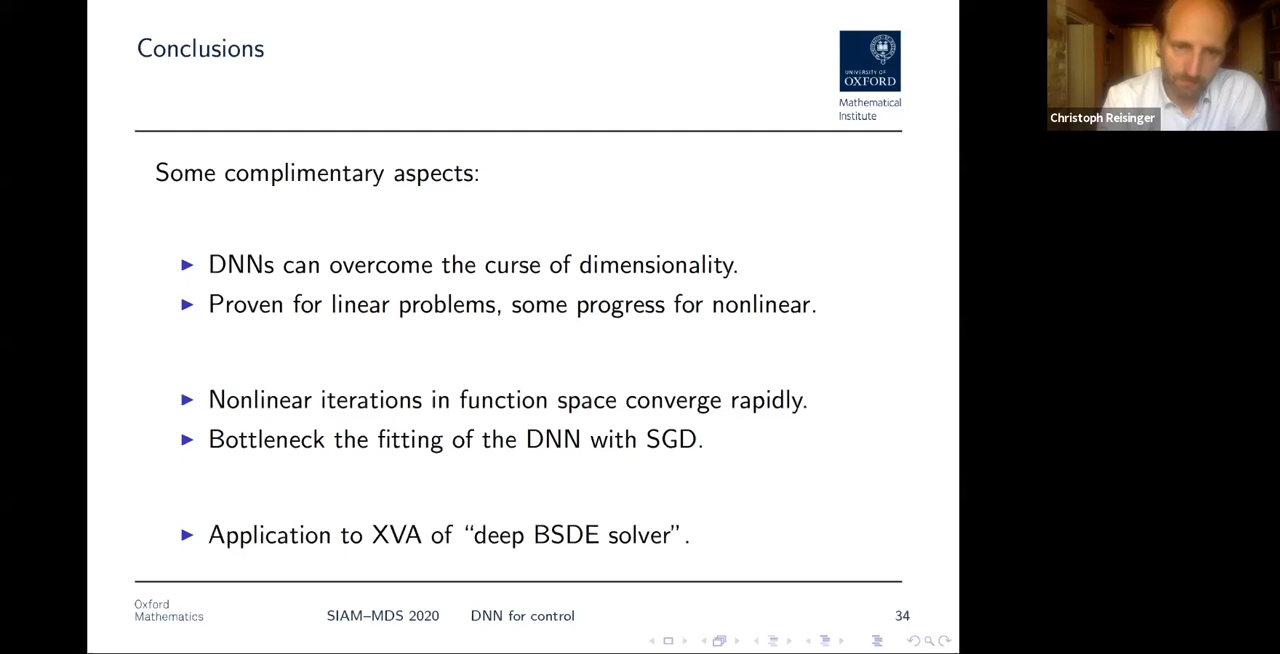 Conclusions
UNIVERSITY OF
OXFORD
Mathematical
Institute
Christoph Reisinger
Some complimentary aspects:
DNNs can overcome the curse of dimensionality.
Proven for linear problems, some progress for nonlinear.
Nonlinear iterations in function space converge rapidly.
Bottleneck the fitting of the DNN with SGD.
Application to XVA of “deep BSDE solver”.
Oxford
Mathematics
SIAM–MDS 2020 DNN for control 34